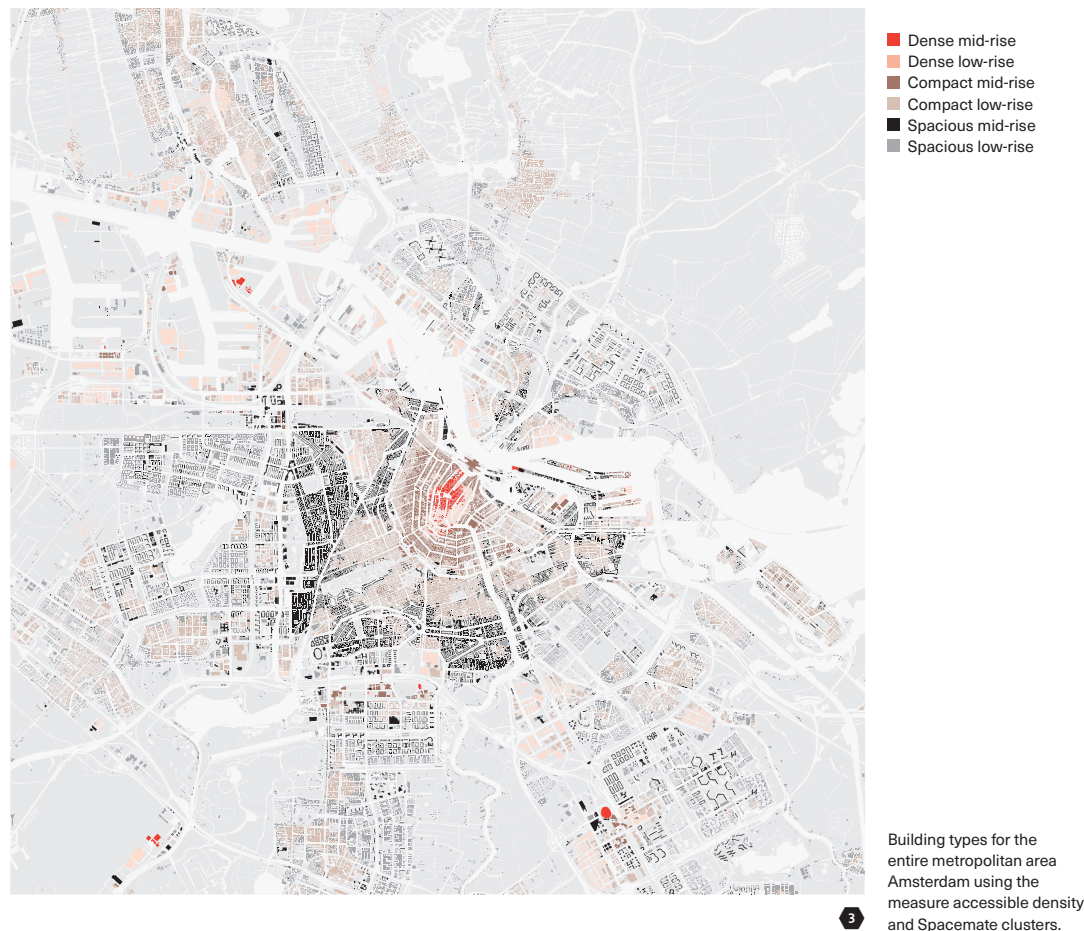 Dense mid-rise
Dense low-rise
Compact mid-rise
Compact low-rise
Spacious mid-rise
Spacious low-rise
Building types for the
entire metropolitan area
Amsterdam using the
measure accessible density
and Spacemate clusters.
3